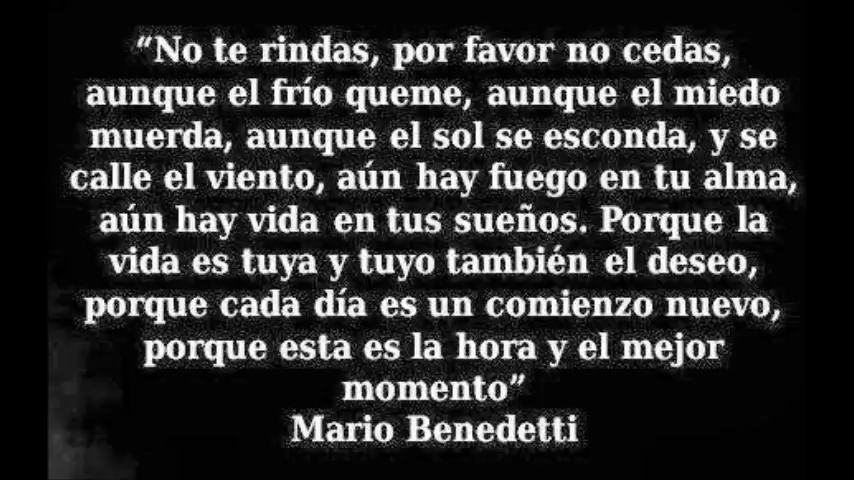 “No te rindas, por favor no cedas,
aunque el frío queme, aunque el miedo
muerda, aunque el sol se esconda, y se
calle el viento, aún hay fuego en tu alma,
aún hay vida en tus sueños. Porque la
vida es tuya y tuyo también el deseo,
porque cada día es un comienzo nuevo,
porque esta es la hora y el mejor
momento”
Mario Benedetti